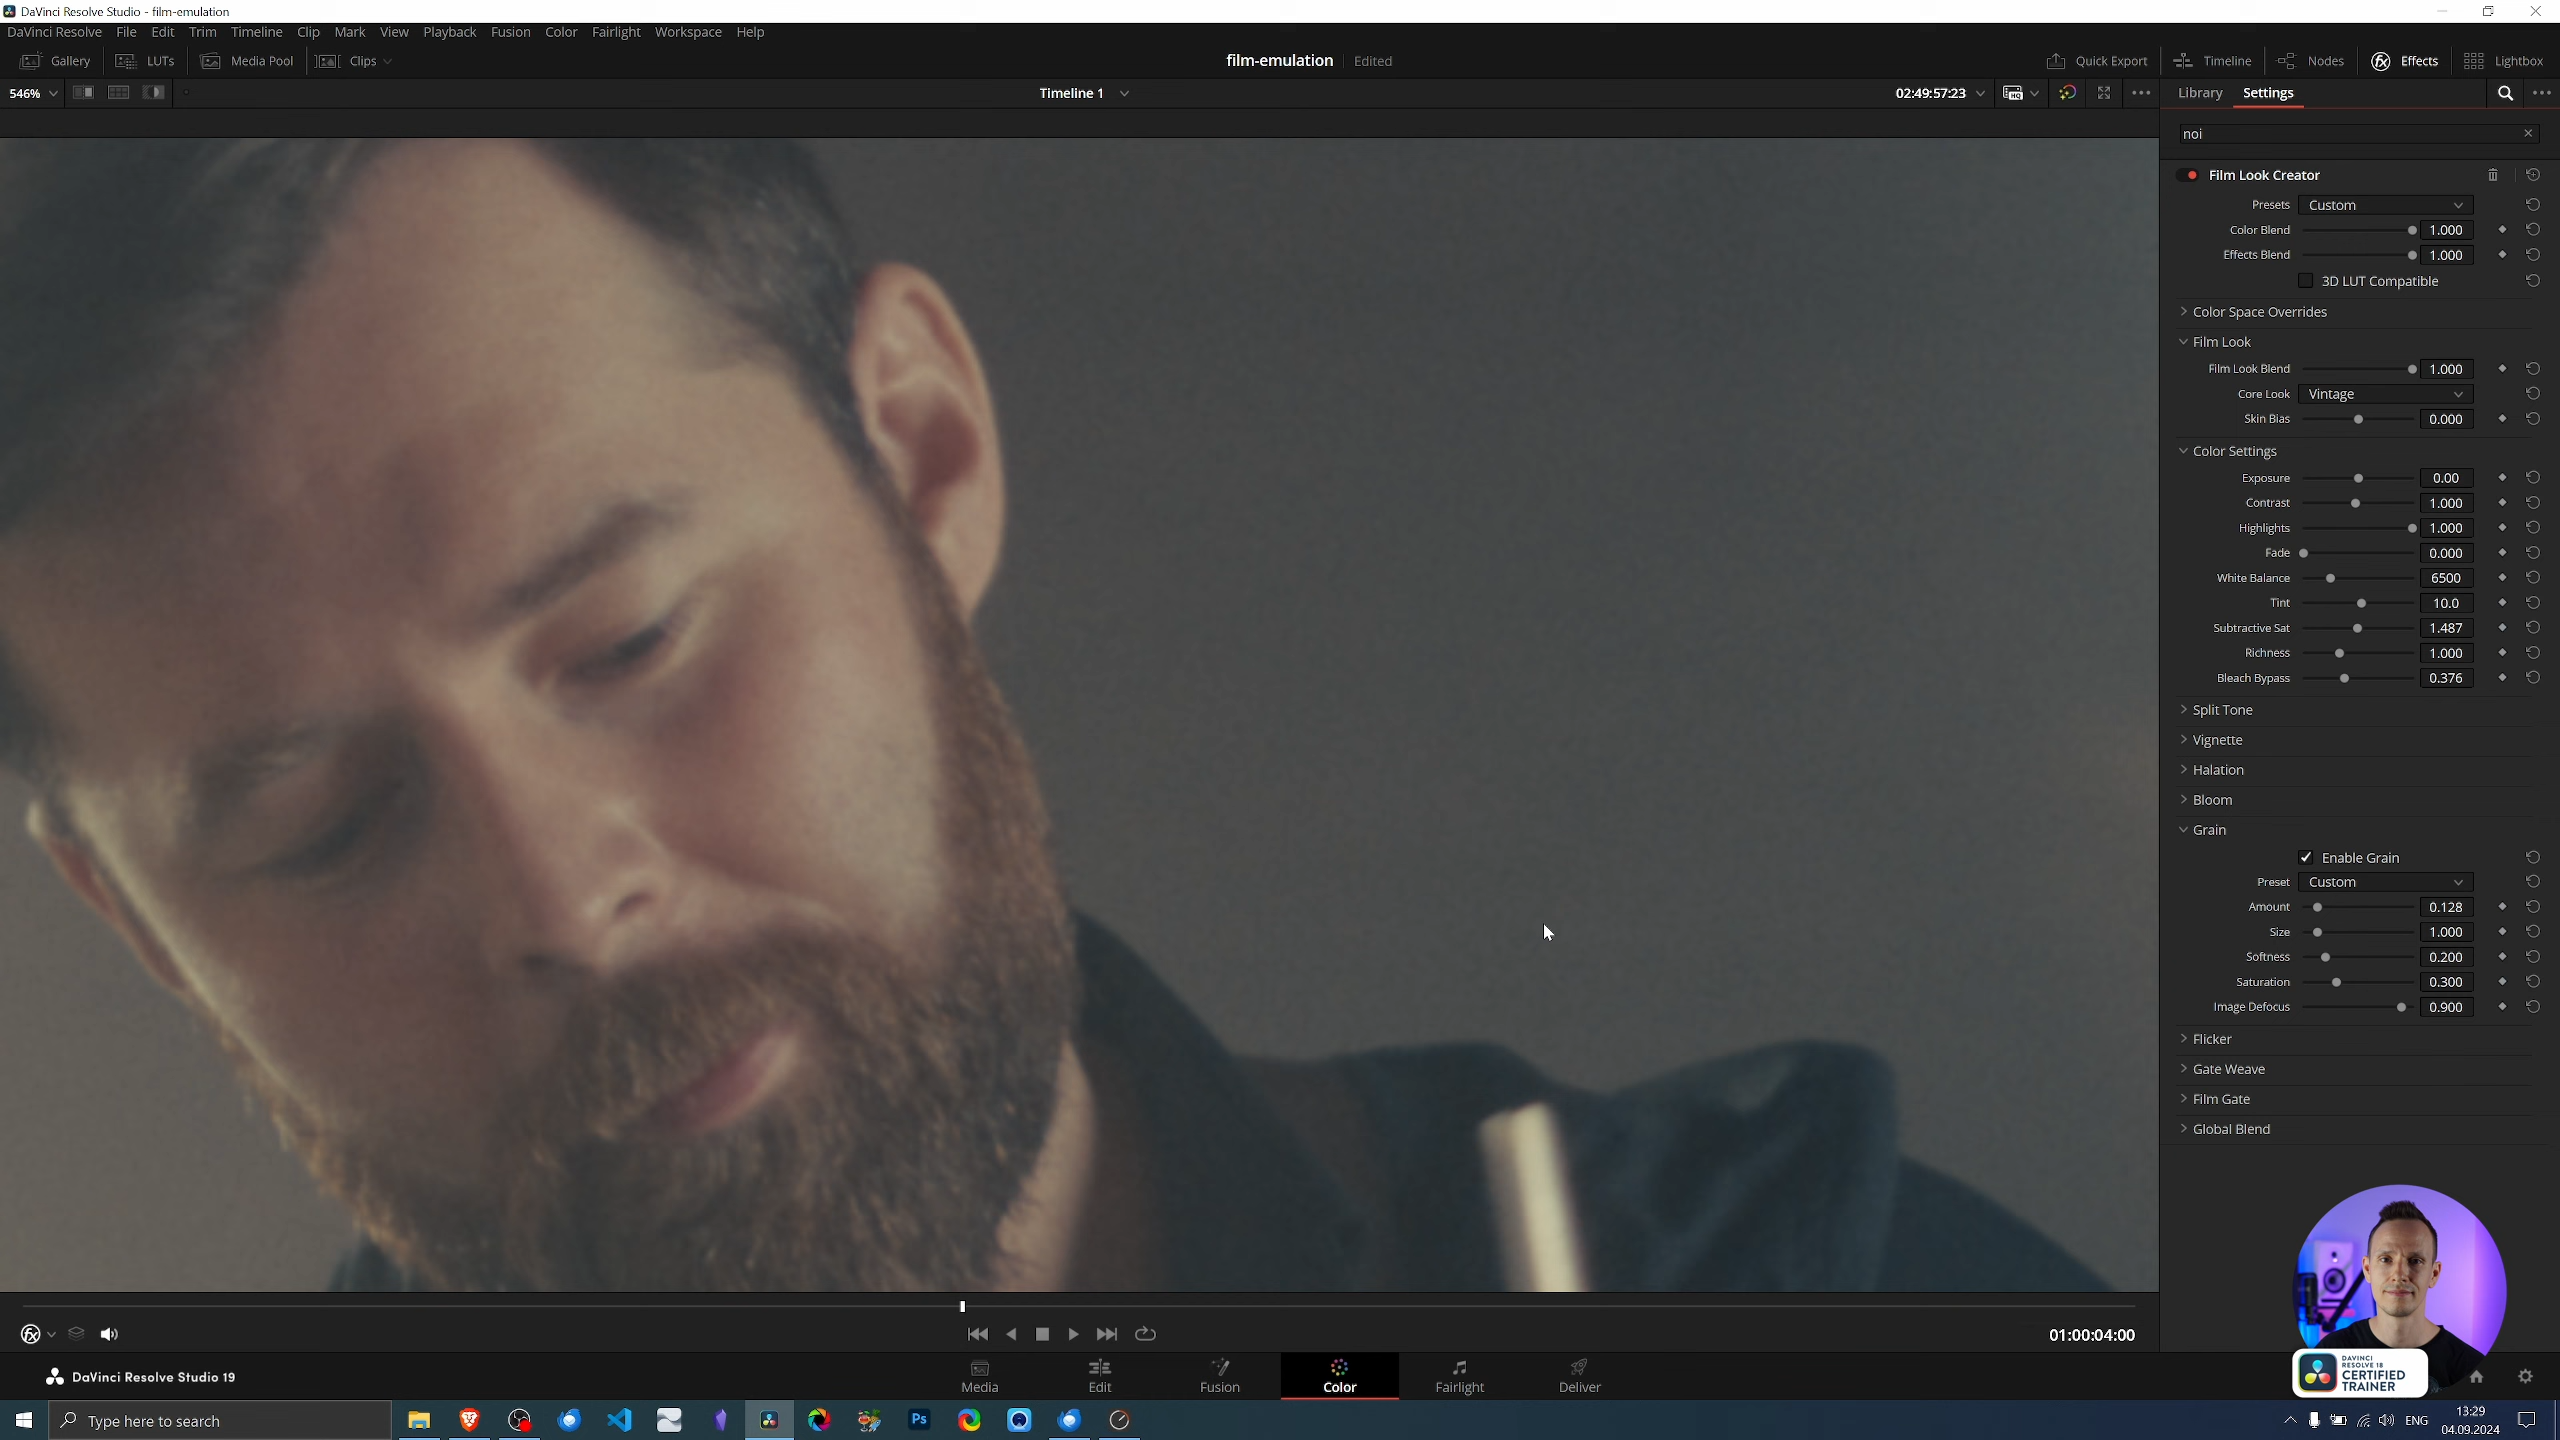 DaVinci Resolve Studio - film-emulation
DaVinci Resolve File Edit Trim Timeline Clip Mark View Playback Fusion Color Fairlight Workspace Help
Gallery LUTs Media Pool Clips film-emulation Edited Quick Export Timeline Nodes Effects Lightbox
546% Timeline 1 02:49:57:23 Library Settings
noi
Film Look Creator
Presets Custom
Color Blend 1.000
Effects Blend 1.000
3D LUT Compatible
Color Space Overrides
Film Look
Film Look Blend 1.000
Core Look Vintage
Skin Bias 0.000
Color Settings
Exposure 0.00
Contrast 1.000
Highlights 1.000
Fade 0.000
White Balance 6500
Tint 10.0
Subtractive Sat 1.487
Richness 1.000
Bleach Bypass 0.376
Split Tone
Vignette
Halation
Bloom
Grain
Enable Grain
Preset Custom
Amount 0.128
Size 1.000
Softness 0.200
Saturation 0.300
Image Defocus 0.900
Flicker
Gate Weave
Film Gate
Global Blend
01:00:04:00
DaVinci Resolve Studio 19
Media Edit Fusion Color Fairlight Deliver
DAVINCI
RESOLVE 18
CERTIFIED
TRAINER
Type here to search
Ps
ENG
13:29
04.09.2024